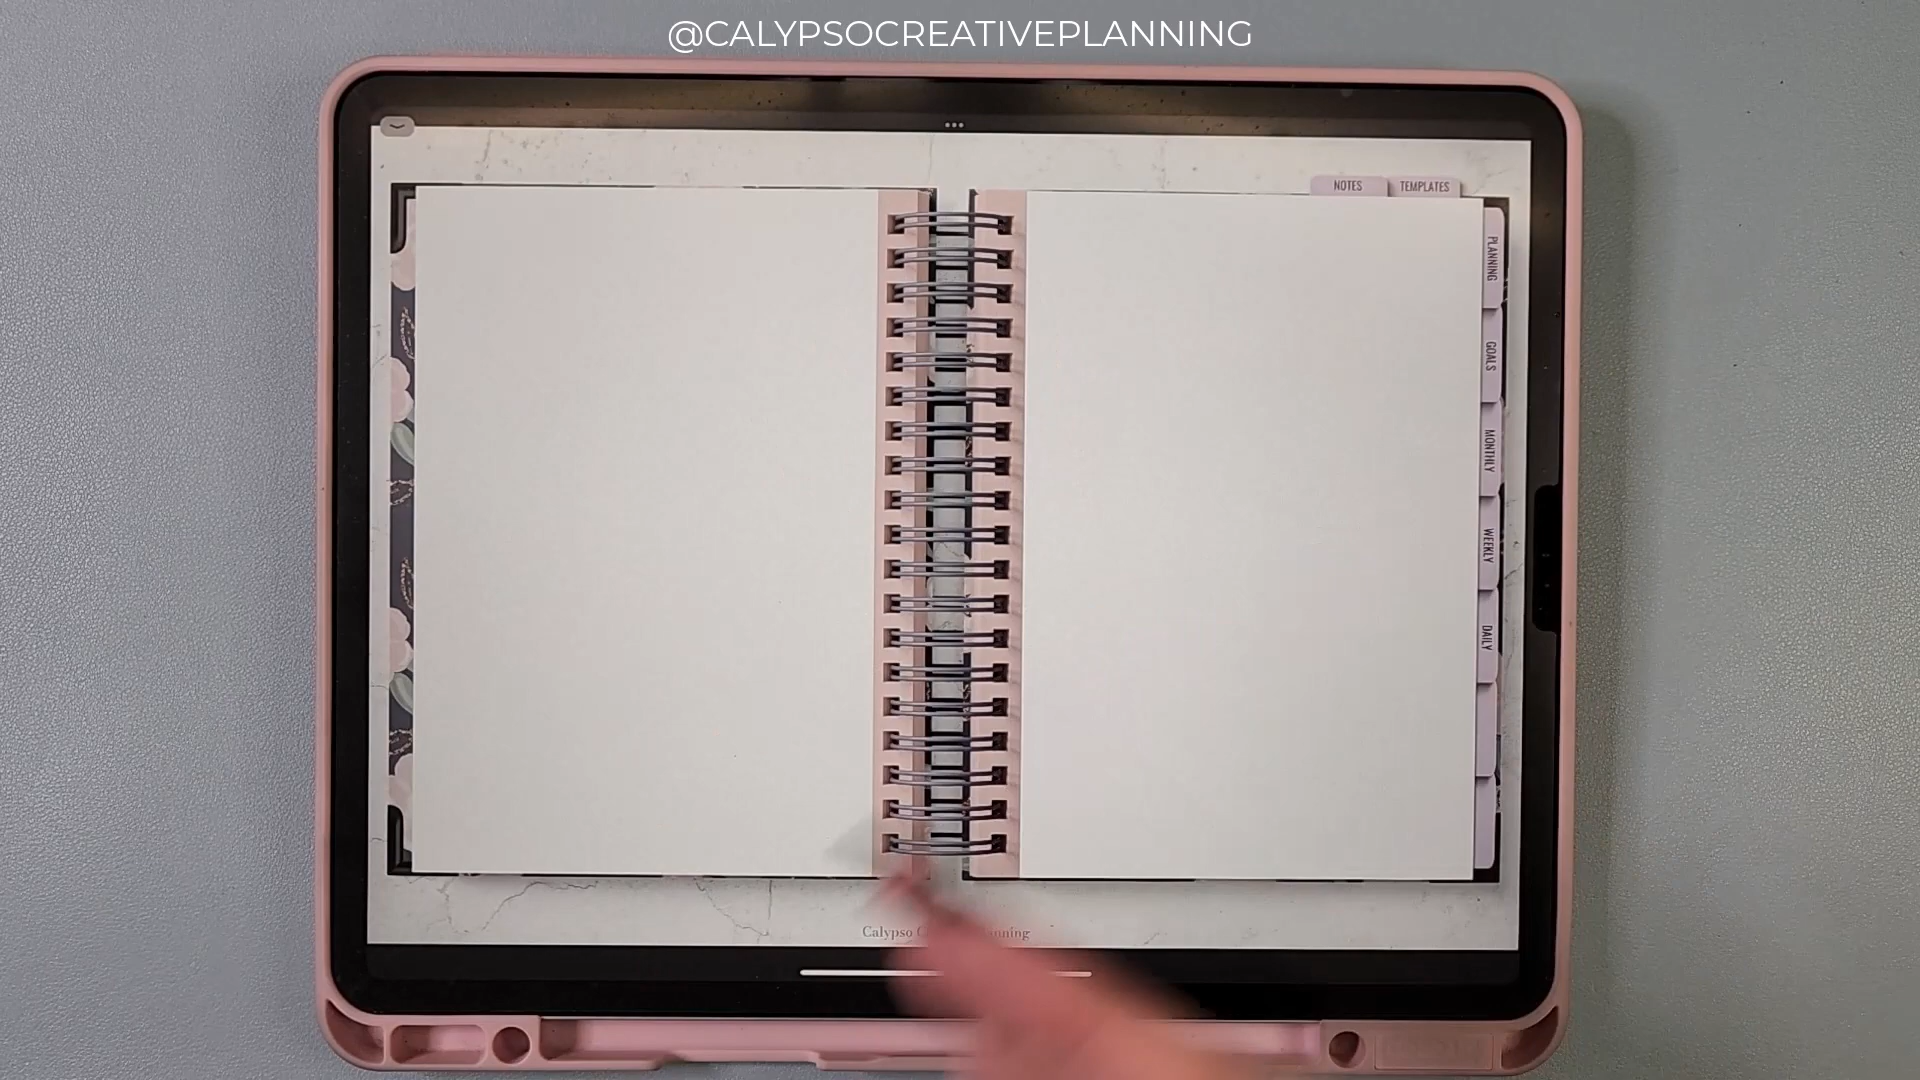 @CALYPSOCREATIVEPLANNING
NOTES
TEMPLATES
PLANNING
GOALS
MONTHLY
WEEKLY
DAILY
Calypso